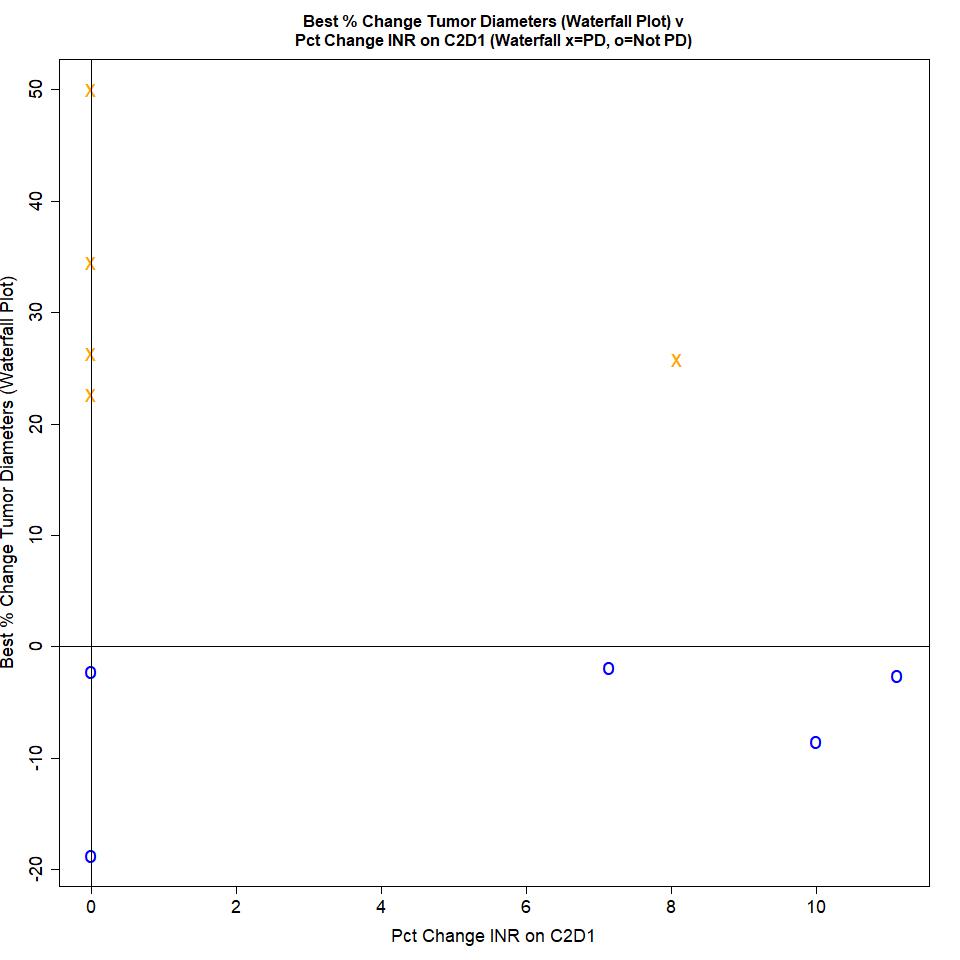 Best % Change Tumor Diameters (Waterfall Plot) v
Pct Change INR on C2D1 (Waterfall x=PD, o=Not PD)
Best % Change Tumor Diameters (Waterfall Plot)
50
40
30
20
10
0
-10
-20
X
X
X
X
X
O
O
O
O
O
0 2 4 6 8 10
Pct Change INR on C2D1